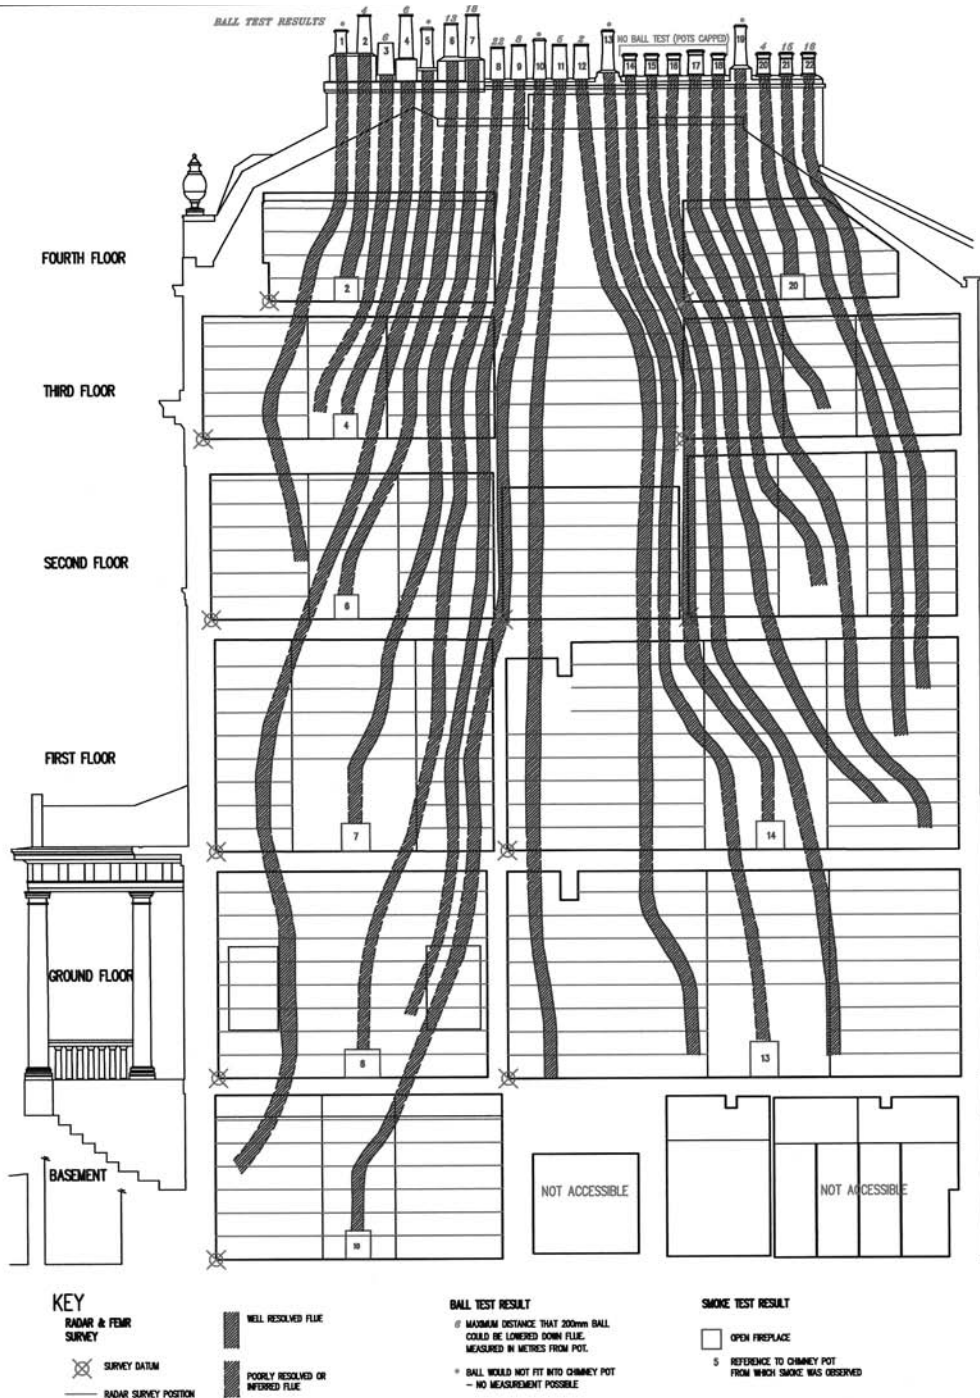 BALL TEST RESULTS
* 4 6 6 * 13 18 22 8 * 5 2 * NO BALL TEST (POTS CAPPED) * 4 15 16
1 2 3 4 5 6 7 8 9 10 11 12 13 14 15 16 17 18 19 20 21 22
FOURTH FLOOR
2
20
THIRD FLOOR
4
SECOND FLOOR
6
FIRST FLOOR
7
14
GROUND FLOOR
8
13
BASEMENT
10
NOT ACCESSIBLE
NOT ACCESSIBLE
KEY
RADAR & FEMR
SURVEY
SURVEY DATUM
RADAR SURVEY POSITION
WELL RESOLVED FLUE
POORLY RESOLVED OR
INFERRED FLUE
BALL TEST RESULT
6 MAXIMUM DISTANCE THAT 200mm BALL
COULD BE LOWERED DOWN FLUE.
MEASURED IN METRES FROM POT.
* BALL WOULD NOT FIT INTO CHIMNEY POT
– NO MEASUREMENT POSSIBLE
SMOKE TEST RESULT
OPEN FIREPLACE
5 REFERENCE TO CHIMNEY POT
FROM WHICH SMOKE WAS OBSERVED